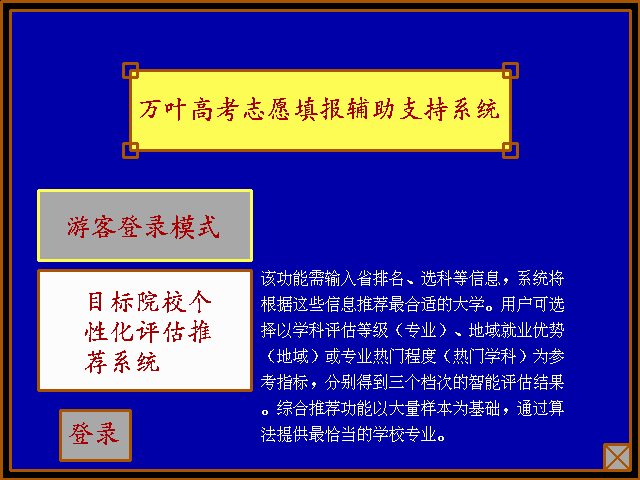 万叶高考志愿填报辅助支持系统
游客登录模式
目标院校个
性化评估推
荐系统
该功能需输入省排名、选科等信息，系统将
根据这些信息推荐最合适的大学。用户可选
择以学科评估等级（专业）、地域就业优势
（地域）或专业热门程度（热门学科）为参
考指标，分别得到三个档次的智能评估结果
。综合推荐功能以大量样本为基础，通过算
法提供最恰当的学校专业。
登录